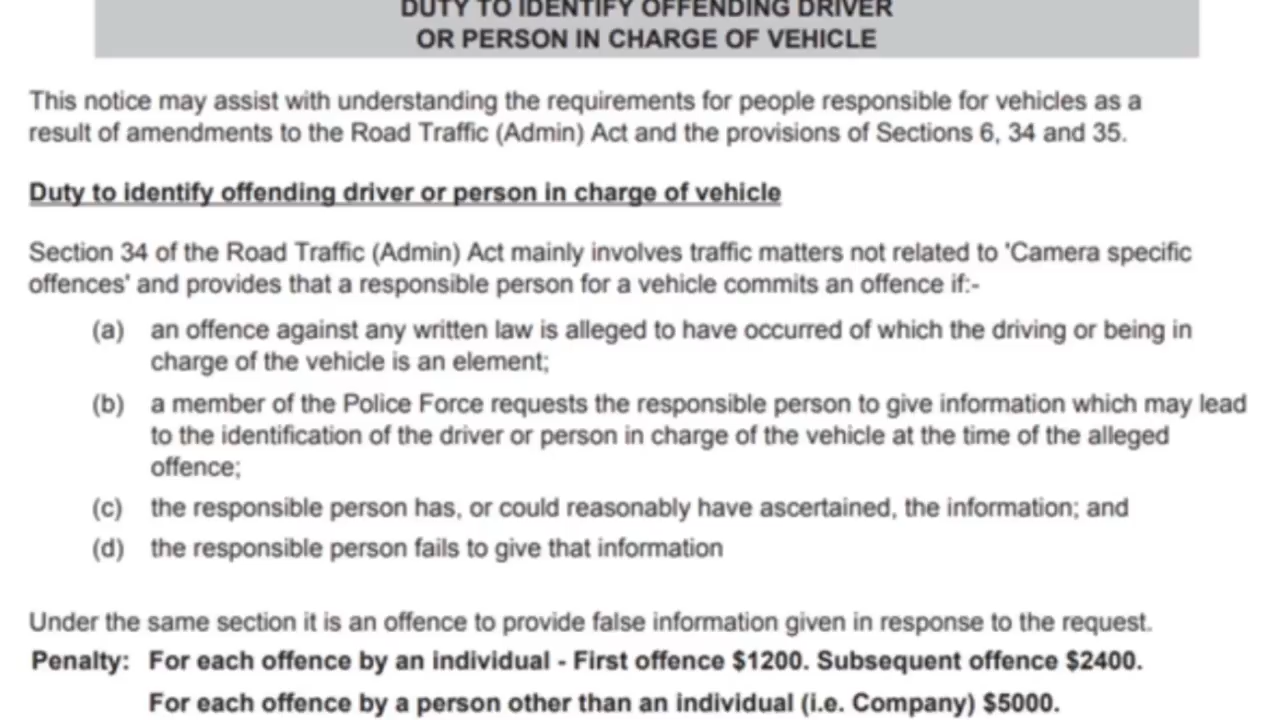 DUTY TO IDENTIFY OFFENDING DRIVER
OR PERSON IN CHARGE OF VEHICLE
This notice may assist with understanding the requirements for people responsible for vehicles as a
result of amendments to the Road Traffic (Admin) Act and the provisions of Sections 6, 34 and 35.
Duty to identify offending driver or person in charge of vehicle
Section 34 of the Road Traffic (Admin) Act mainly involves traffic matters not related to 'Camera specific
offences' and provides that a responsible person for a vehicle commits an offence if:-
(a) an offence against any written law is alleged to have occurred of which the driving or being in
charge of the vehicle is an element;
(b) a member of the Police Force requests the responsible person to give information which may lead
to the identification of the driver or person in charge of the vehicle at the time of the alleged
offence;
(c) the responsible person has, or could reasonably have ascertained, the information; and
(d) the responsible person fails to give that information
Under the same section it is an offence to provide false information given in response to the request.
Penalty: For each offence by an individual - First offence $1200. Subsequent offence $2400.
For each offence by a person other than an individual (i.e. Company) $5000.